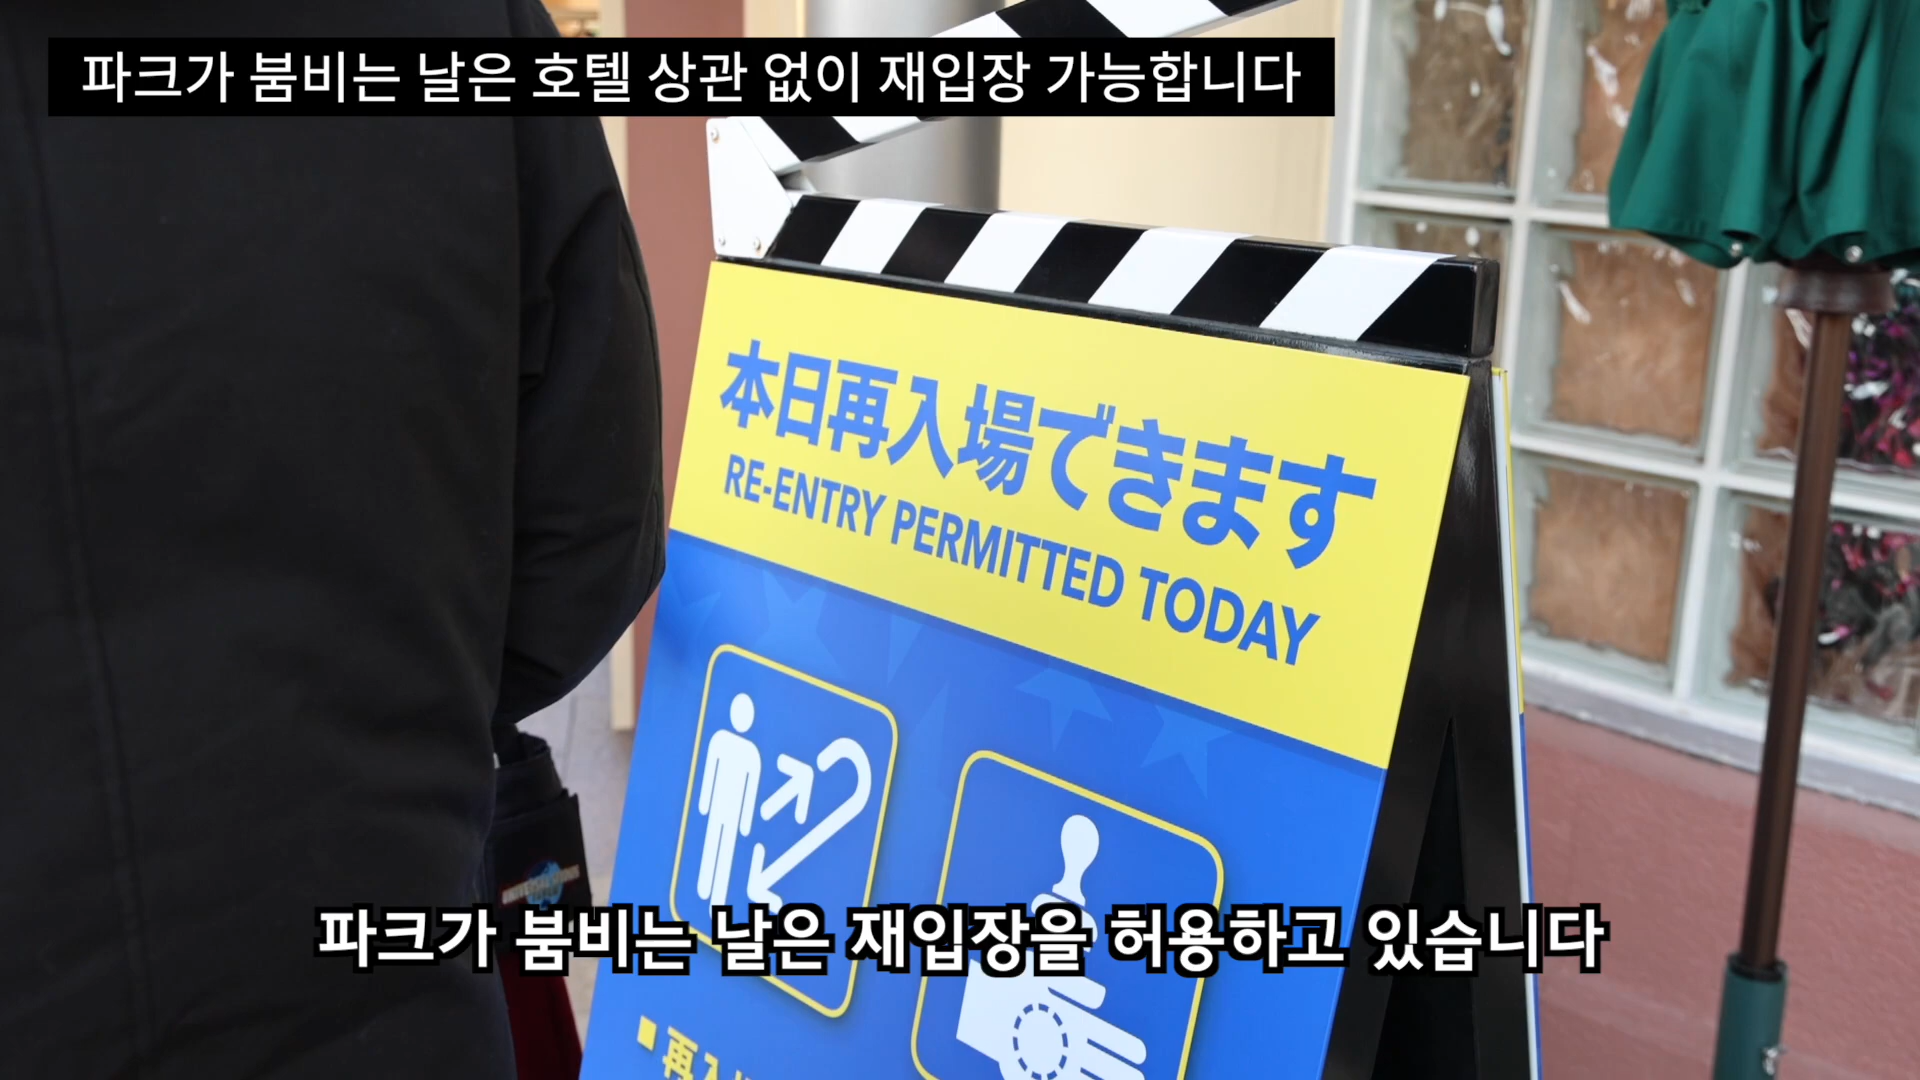 파크가 붐비는 날은 호텔 상관 없이 재입장 가능합니다
本日再入場できます
RE-ENTRY PERMITTED TODAY
파크가 붐비는 날은 재입장을 허용하고 있습니다
■再入